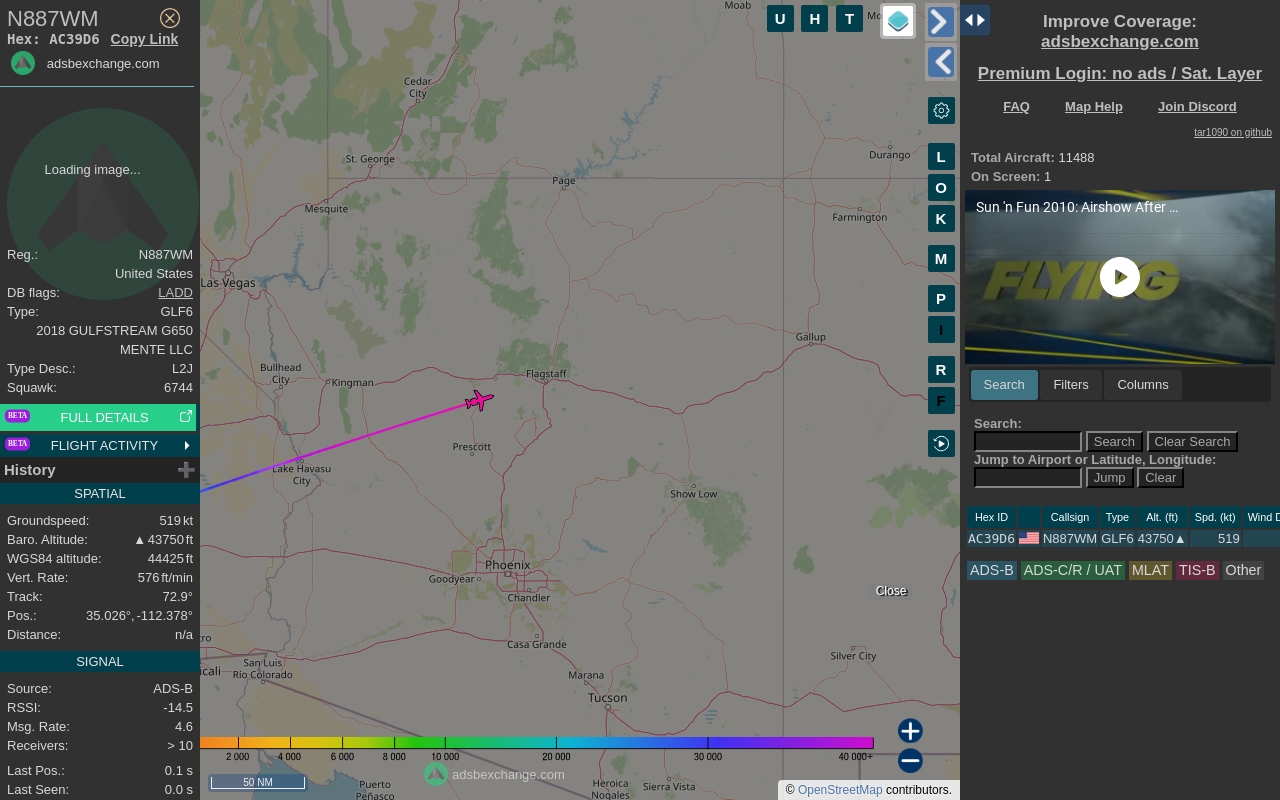 N887WM
Hex: AC39D6 Copy Link
adsbexchange.com
Loading image...
Reg.: N887WM
United States
DB flags: LADD
Type: GLF6
2018 GULFSTREAM G650
MENTE LLC
Type Desc.: L2J
Squawk: 6744
BETA FULL DETAILS
BETA FLIGHT ACTIVITY
History
SPATIAL
Groundspeed: 519 kt
Baro. Altitude: ▲ 43750 ft
WGS84 altitude: 44425 ft
Vert. Rate: 576 ft/min
Track: 72.9°
Pos.: 35.026°, -112.378°
Distance: n/a
SIGNAL
Source: ADS-B
RSSI: -14.5
Msg. Rate: 4.6
Receivers: > 10
Last Pos.: 0.1 s
Last Seen: 0.0 s
Moab
U H T
Cedar
City
St. George
Page
Durango
Mesquite
Farmington
Las Vegas
Gallup
Bullhead
City
Kingman
Flagstaff
Prescott
Lake Havasu
City
Show Low
Phoenix
Goodyear
Chandler
Close
Casa Grande
San Luis
Río Colorado
Silver City
Marana
Tucson
2 000 4 000 6 000 8 000 10 000 20 000 30 000 40 000+
adsbexchange.com
50 NM
Puerto
Peñasco
Heroica
Nogales
Sierra Vista
© OpenStreetMap contributors.
L
O
K
M
P
I
R
F
Improve Coverage:
adsbexchange.com
Premium Login: no ads / Sat. Layer
FAQ Map Help Join Discord
tar1090 on github
Total Aircraft: 11488
On Screen: 1
Sun 'n Fun 2010: Airshow After ...
FLYING
Search Filters Columns
Search:
Search Clear Search
Jump to Airport or Latitude, Longitude:
Jump Clear
Hex ID Callsign Type Alt. (ft) Spd. (kt) Wind D
AC39D6 N887WM GLF6 43750▲ 519
ADS-B ADS-C/R / UAT MLAT TIS-B Other